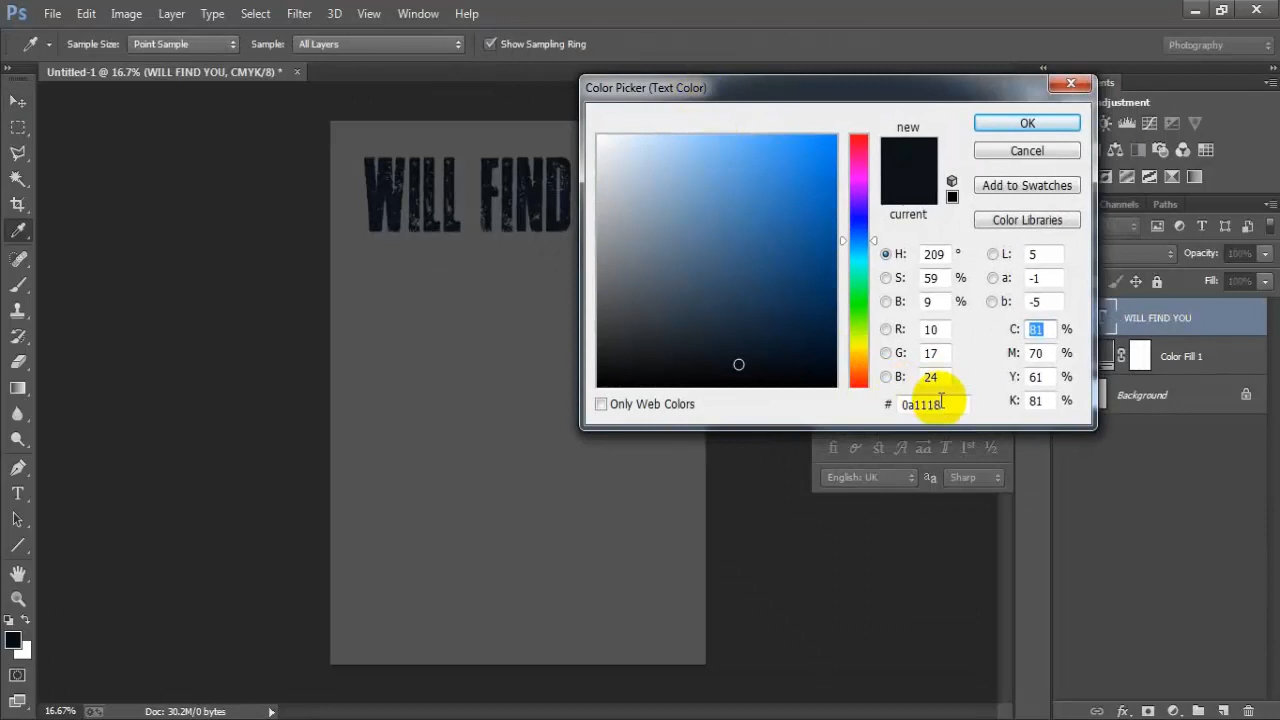 Ps File Edit Image Layer Type Select Filter 3D View Window Help
Sample Size: Point Sample Sample: All Layers Show Sampling Ring Photography
Untitled-1 @ 16.7% (WILL FIND YOU, CMYK/8) * ×
WILL FIND
Color Picker (Text Color)
new
current
OK
Cancel
Add to Swatches
Color Libraries
H: 209 °
S: 59 %
B: 9 %
L: 5
a: -1
b: -5
R: 10
G: 17
B: 24
C: 81 %
M: 70 %
Y: 61 %
K: 81 %
Only Web Colors
# 0a1118
English: UK aa Sharp
Channels Paths
Opacity: 100%
Fill: 100%
WILL FIND YOU
Color Fill 1
Background
16.67% Doc: 30.2M/0 bytes